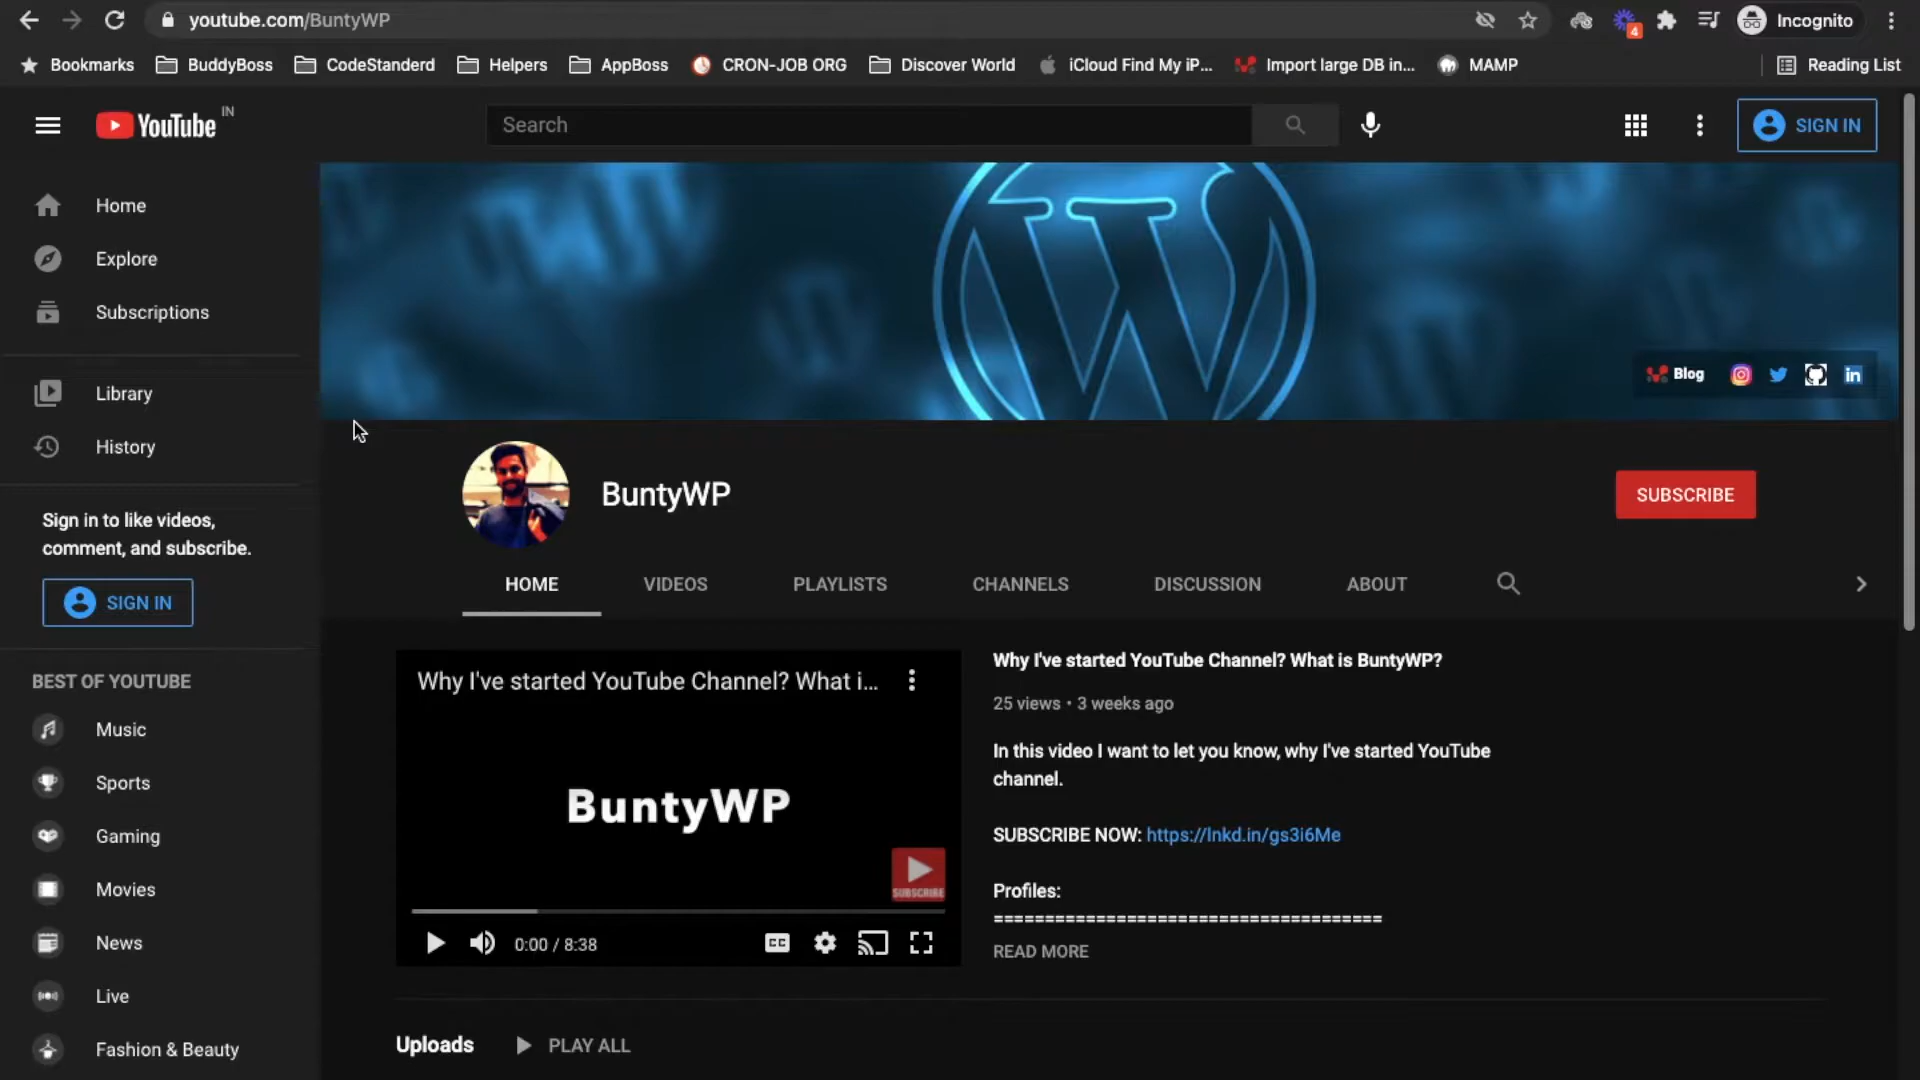 youtube.com/BuntyWP
4
Incognito
Bookmarks BuddyBoss CodeStanderd Helpers AppBoss CRON-JOB ORG Discover World iCloud Find My iP... Import large DB in... MAMP Reading List
YouTube IN
Search
SIGN IN
Home
Explore
Subscriptions
Library
History
Sign in to like videos,
comment, and subscribe.
SIGN IN
BEST OF YOUTUBE
Music
Sports
Gaming
Movies
News
Live
Fashion & Beauty
Blog
BuntyWP
SUBSCRIBE
HOME VIDEOS PLAYLISTS CHANNELS DISCUSSION ABOUT
Why I've started YouTube Channel? What i...
BuntyWP
SUBSCRIBE
0:00 / 8:38
CC
Why I've started YouTube Channel? What is BuntyWP?
25 views • 3 weeks ago
In this video I want to let you know, why I've started YouTube
channel.
SUBSCRIBE NOW: https://lnkd.in/gs3i6Me
Profiles:
=====================================
READ MORE
Uploads PLAY ALL